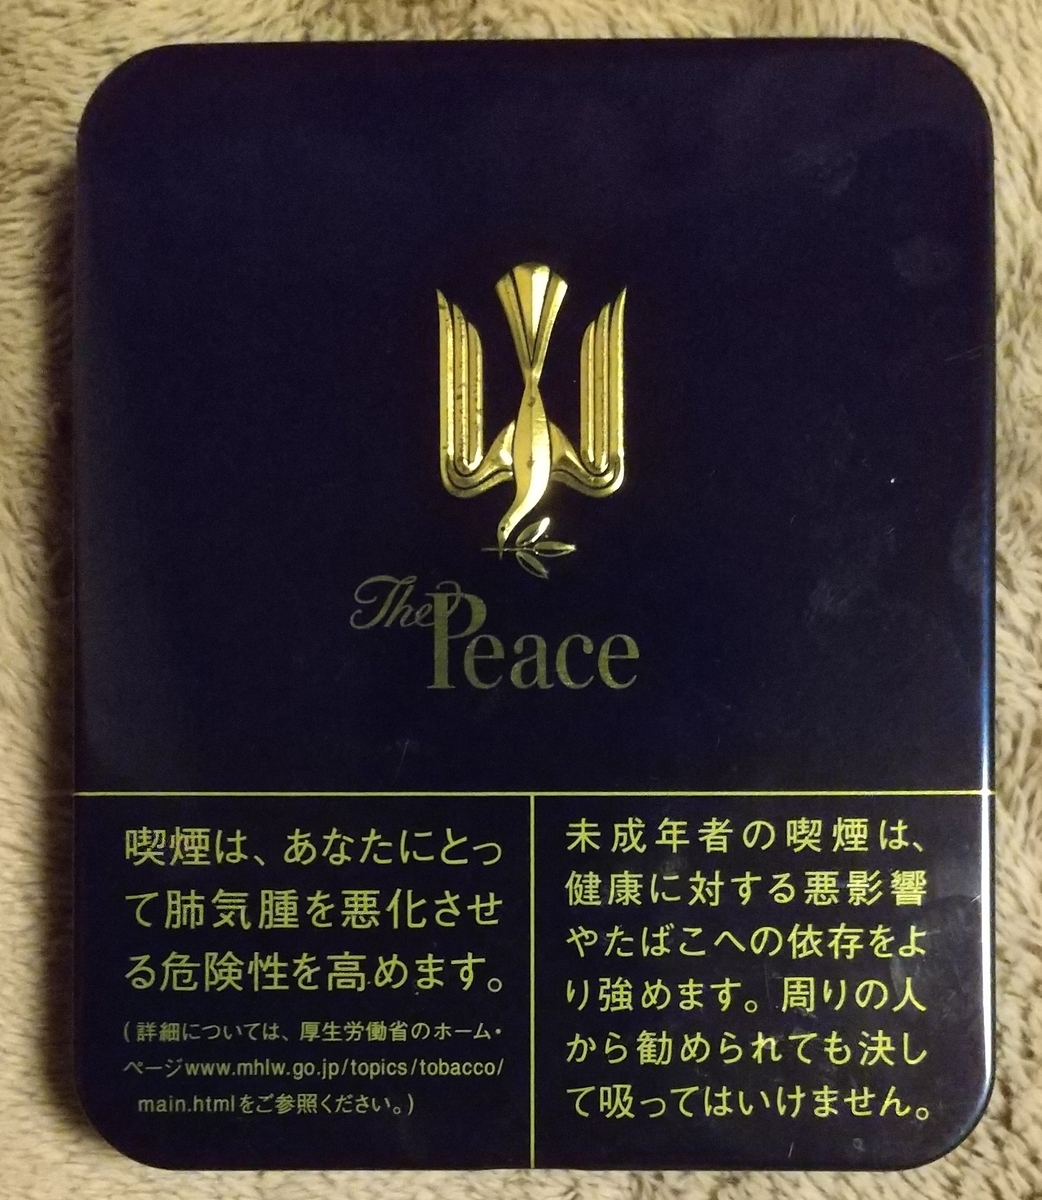 The Peace
喫煙は、あなたにとっ
て肺気腫を悪化させ
る危険性を高めます。
(詳細については、厚生労働省のホーム・
ページwww.mhlw.go.jp/topics/tobacco/
main.htmlをご参照ください。)
未成年者の喫煙は、
健康に対する悪影響
やたばこへの依存をよ
り強めます。周りの人
から勧められても決し
て吸ってはいけません。